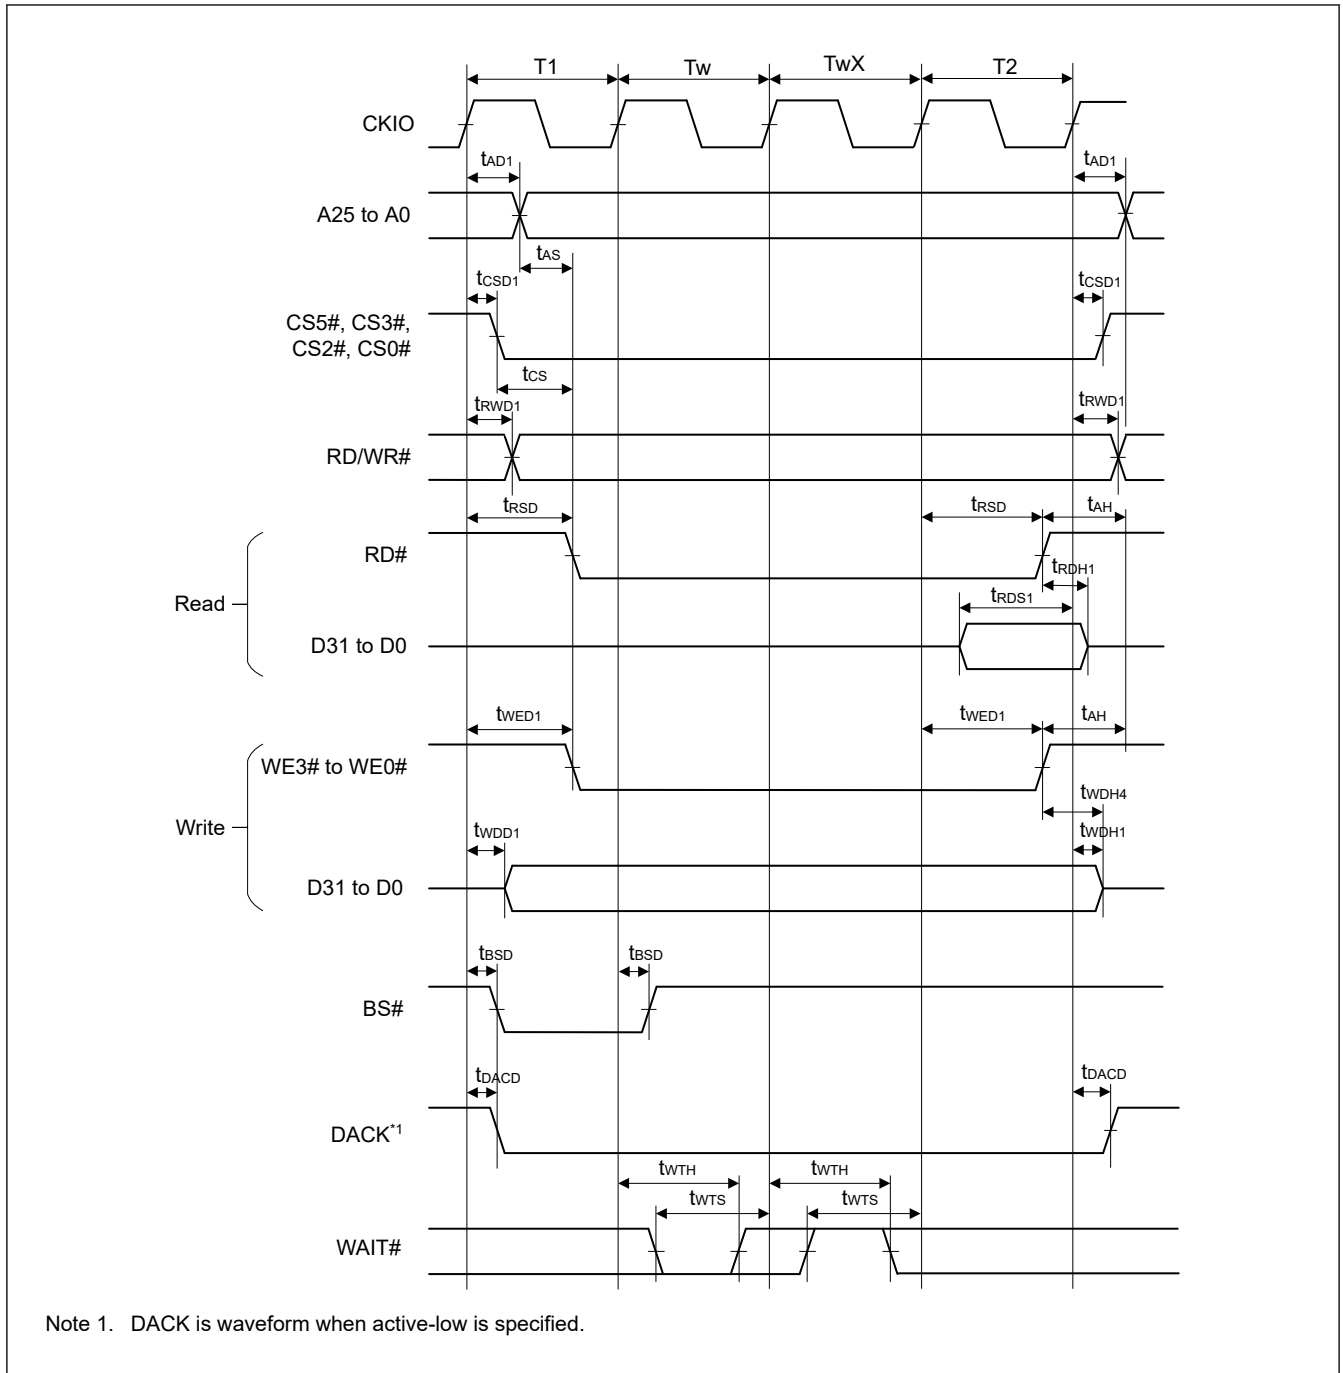 T1 Tw TwX T2
CKIO
tAD1 tAD1
A25 to A0
tAS
tCSD1 tCSD1
CS5#, CS3#,
CS2#, CS0#
tCS
tRWD1 tRWD1
RD/WR#
tRSD tRSD tAH
RD#
tRDH1
Read
tRDS1
D31 to D0
tWED1 tWED1 tAH
WE3# to WE0#
tWDH4
Write
tWDD1 tWDH1
D31 to D0
tBSD tBSD
BS#
tDACD tDACD
DACK*1
tWTH tWTH
tWTS tWTS
WAIT#
Note 1. DACK is waveform when active-low is specified.